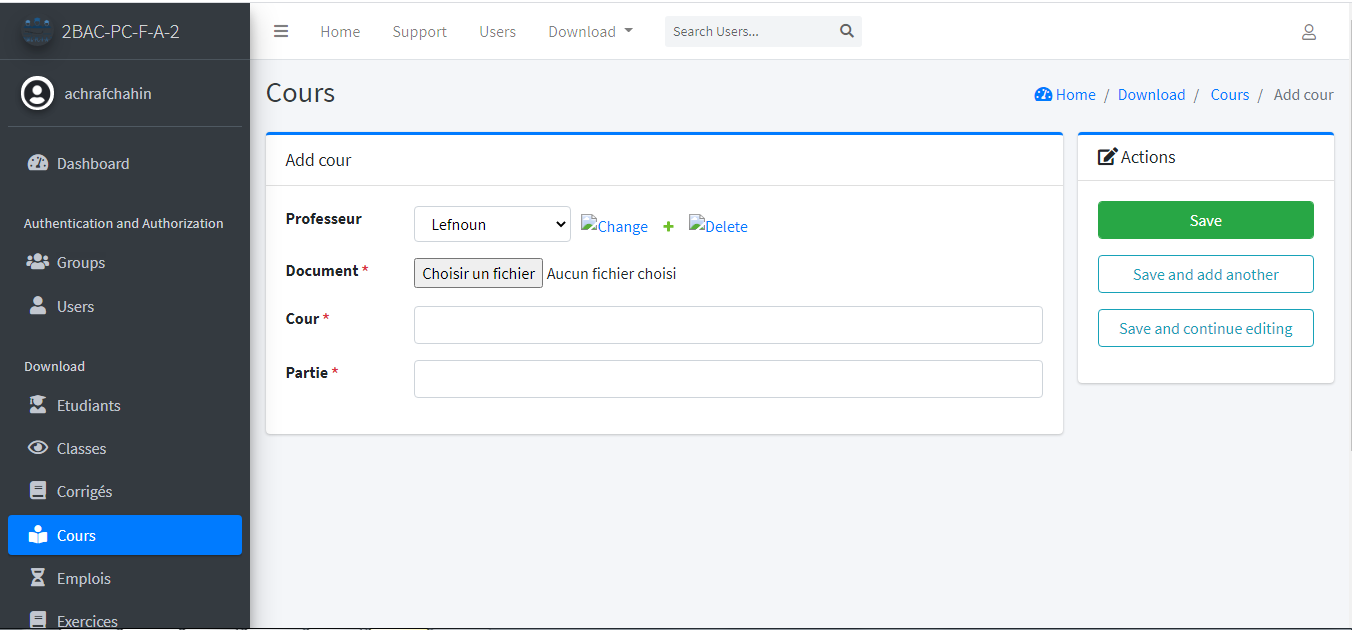 2BAC-PC-F-A-2
Home Support Users Download Search Users...
achrafchahin
Dashboard
Authentication and Authorization
Groups
Users
Download
Etudiants
Classes
Corrigés
Cours
Emplois
Exercices
Cours
Home / Download / Cours / Add cour
Add cour
Professeur Lefnoun Change Delete
Document * Choisir un fichier Aucun fichier choisi
Cour *
Partie *
Actions
Save
Save and add another
Save and continue editing